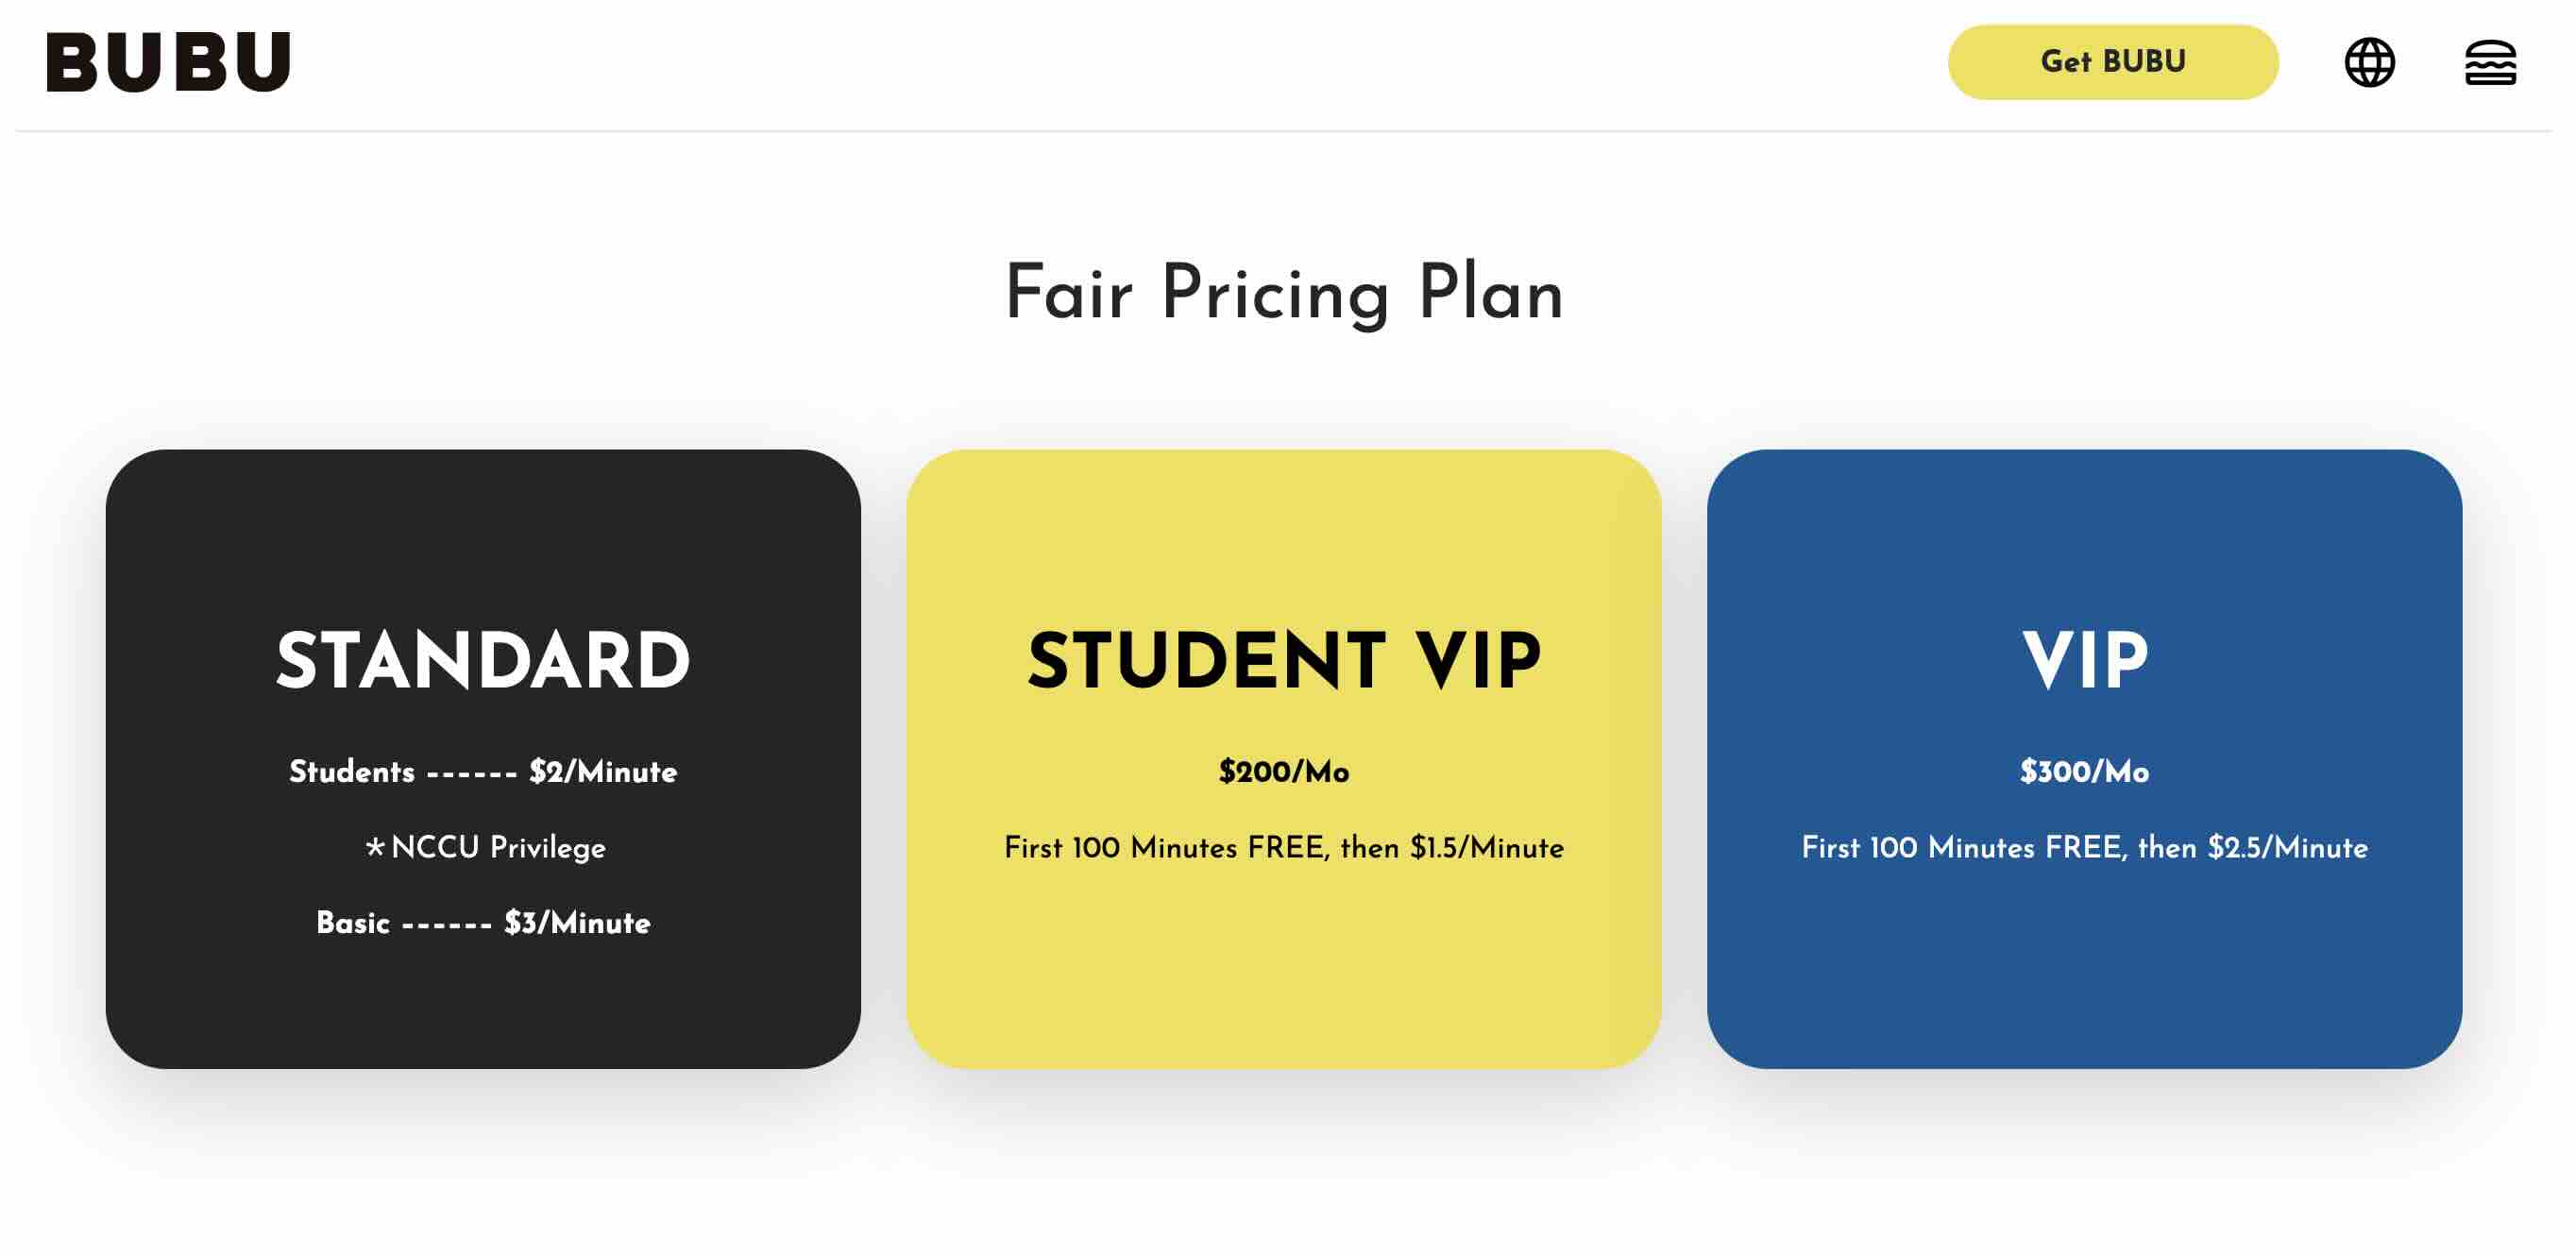 BUBU
Get BUBU
Fair Pricing Plan
STANDARD
Students ------ $2/Minute
*NCCU Privilege
Basic ------ $3/Minute
STUDENT VIP
$200/Mo
First 100 Minutes FREE, then $1.5/Minute
VIP
$300/Mo
First 100 Minutes FREE, then $2.5/Minute